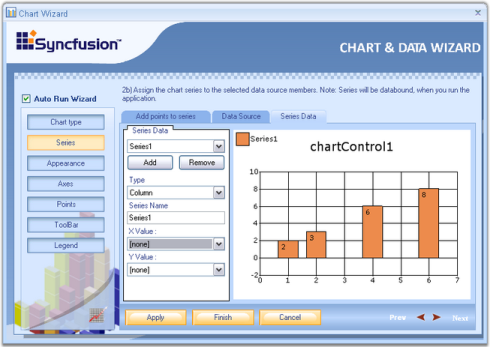 Chart Wizard
x
Syncfusion
CHART & DATA WIZARD
2b) Assign the chart series to the selected data source members. Note: Series will be databound, when you run the
application.
Auto Run Wizard
Chart type
Series
Appearance
Axes
Points
ToolBar
Legend
Add points to series
Data Source
Series Data
Series Data
Series1
Add
Remove
Type
Column
Series Name
Series1
X Value :
[none]
Y Value :
[none]
Series1
chartControl1
10
8
6
4
2
0
-2
2
3
6
8
0 1 2 3 4 5 6 7
Apply
Finish
Cancel
Prev
Next